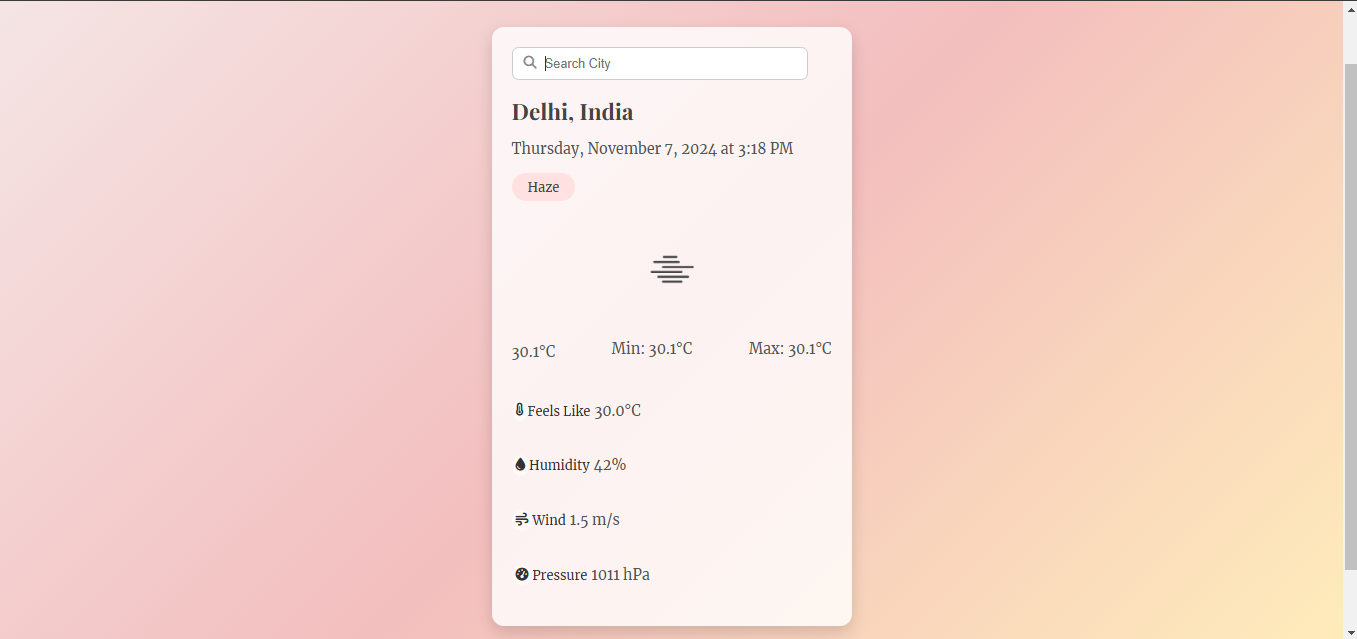 Search City
Delhi, India
Thursday, November 7, 2024 at 3:18 PM
Haze
30.1°C Min: 30.1°C Max: 30.1°C
Feels Like 30.0°C
Humidity 42%
Wind 1.5 m/s
Pressure 1011 hPa